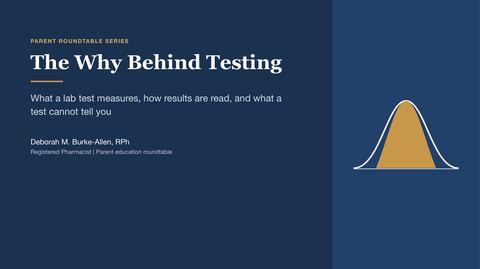 PARENT ROUNDTABLE SERIES
The Why Behind Testing
What a lab test measures, how results are read, and what a
test cannot tell you
Deborah M. Burke-Allen, RPh
Registered Pharmacist | Parent education roundtable